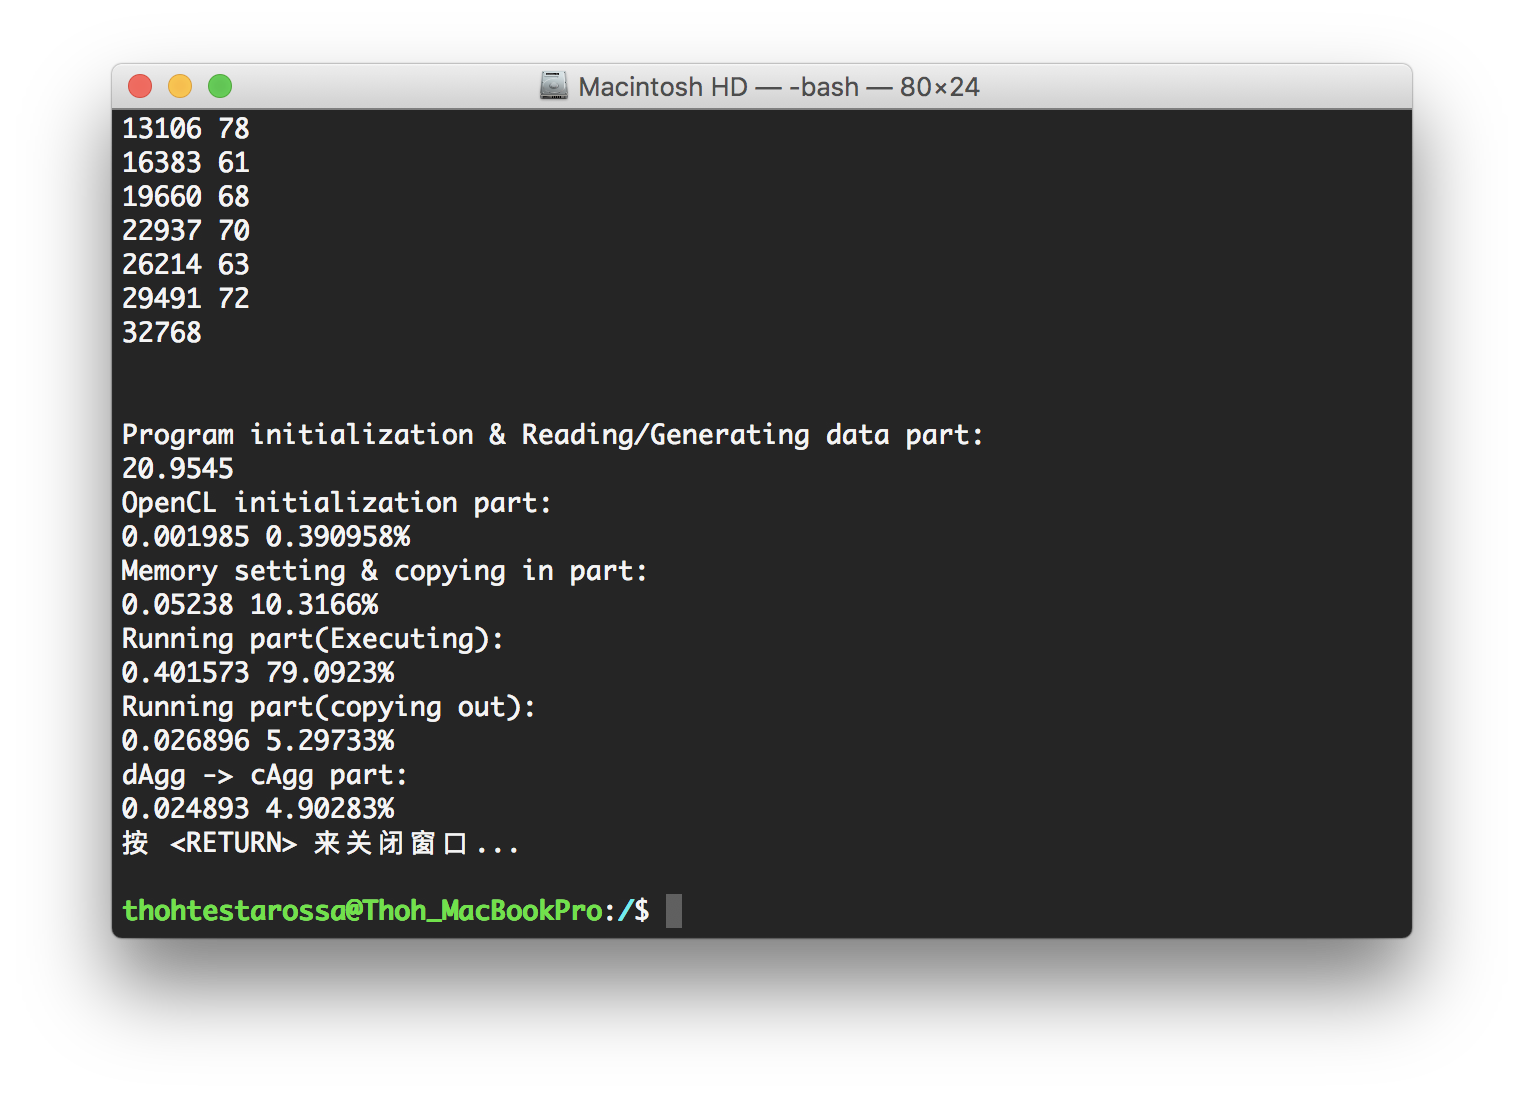 Macintosh HD — -bash — 80×24
13106 78
16383 61
19660 68
22937 70
26214 63
29491 72
32768
Program initialization & Reading/Generating data part:
20.9545
OpenCL initialization part:
0.001985 0.390958%
Memory setting & copying in part:
0.05238 10.3166%
Running part(Executing):
0.401573 79.0923%
Running part(copying out):
0.026896 5.29733%
dAgg -> cAgg part:
0.024893 4.90283%
按 <RETURN> 来关闭窗口...
thohtestarossa@Thoh_MacBookPro:/$